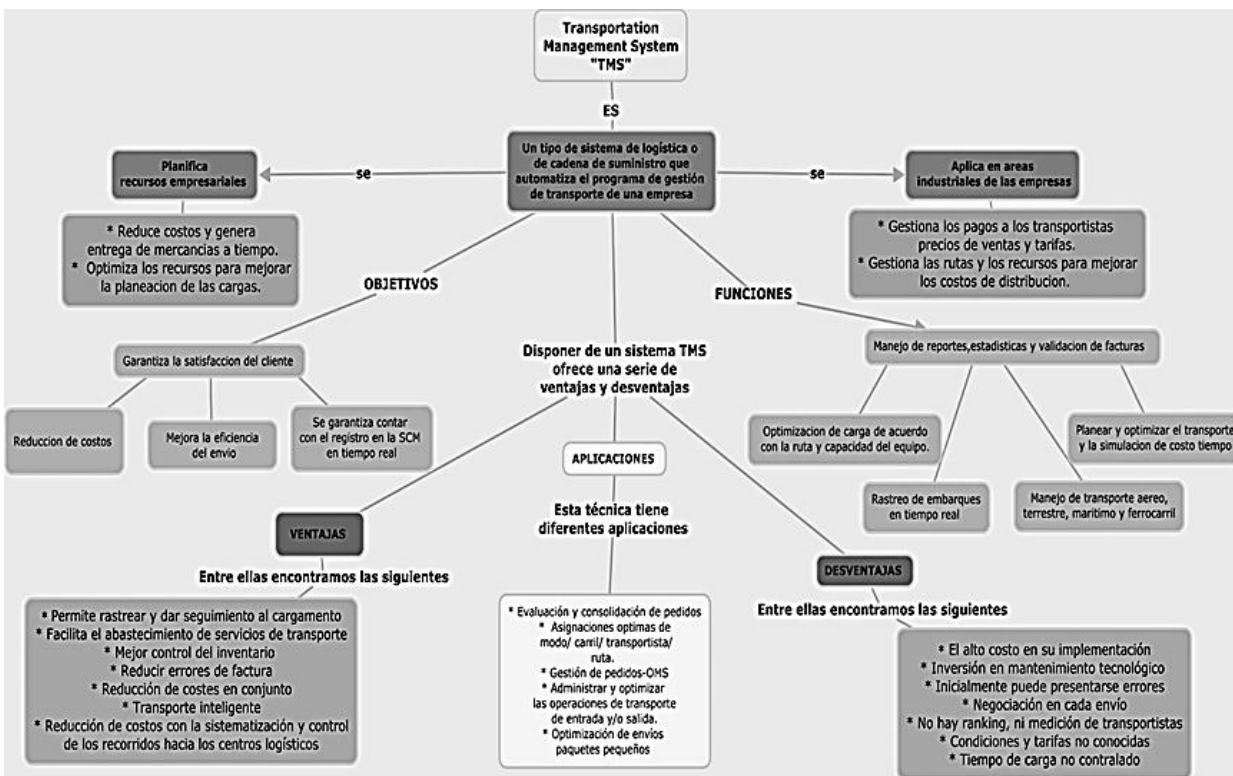 Transportation
Management System
"TMS"
ES
Un tipo de sistema de logística o
de cadena de suministro que
automatiza el programa de gestión
de transporte de una empresa
se
Planifica
recursos empresariales
* Reduce costos y genera
entrega de mercancias a tiempo.
* Optimiza los recursos para mejorar
la planeacion de las cargas.
se
Aplica en areas
industriales de las empresas
* Gestiona los pagos a los transportistas
precios de ventas y tarifas.
* Gestiona las rutas y los recursos para mejorar
los costos de distribucion.
OBJETIVOS
Garantiza la satisfaccion del cliente
Reduccion de costos
Mejora la eficiencia
del envio
Se garantiza contar
con el registro en la SCM
en tiempo real
FUNCIONES
Manejo de reportes,estadisticas y validacion de facturas
Optimizacion de carga de acuerdo
con la ruta y capacidad del equipo.
Rastreo de embarques
en tiempo real
Manejo de transporte aereo,
terrestre, maritimo y ferrocarril
Planear y optimizar el transporte
y la simulacion de costo tiempo
Disponer de un sistema TMS
ofrece una serie de
ventajas y desventajas
VENTAJAS
Entre ellas encontramos las siguientes
* Permite rastrear y dar seguimiento al cargamento
* Facilita el abastecimiento de servicios de transporte
* Mejor control del inventario
* Reducir errores de factura
* Reducción de costes en conjunto
* Transporte inteligente
* Reducción de costos con la sistematización y control
de los recorridos hacia los centros logísticos
APLICACIONES
Esta técnica tiene
diferentes aplicaciones
* Evaluación y consolidación de pedidos
* Asignaciones optimas de
modo/ carril/ transportista/
ruta.
* Gestión de pedidos-OMS
* Administrar y optimizar
las operaciones de transporte
de entrada y/o salida.
* Optimización de envíos
paquetes pequeños
DESVENTAJAS
Entre ellas encontramos las siguientes
* El alto costo en su implementación
* Inversión en mantenimiento tecnológico
* Inicialmente puede presentarse errores
* Negociación en cada envío
* No hay ranking, ni medición de transportistas
* Condiciones y tarifas no conocidas
* Tiempo de carga no contralado